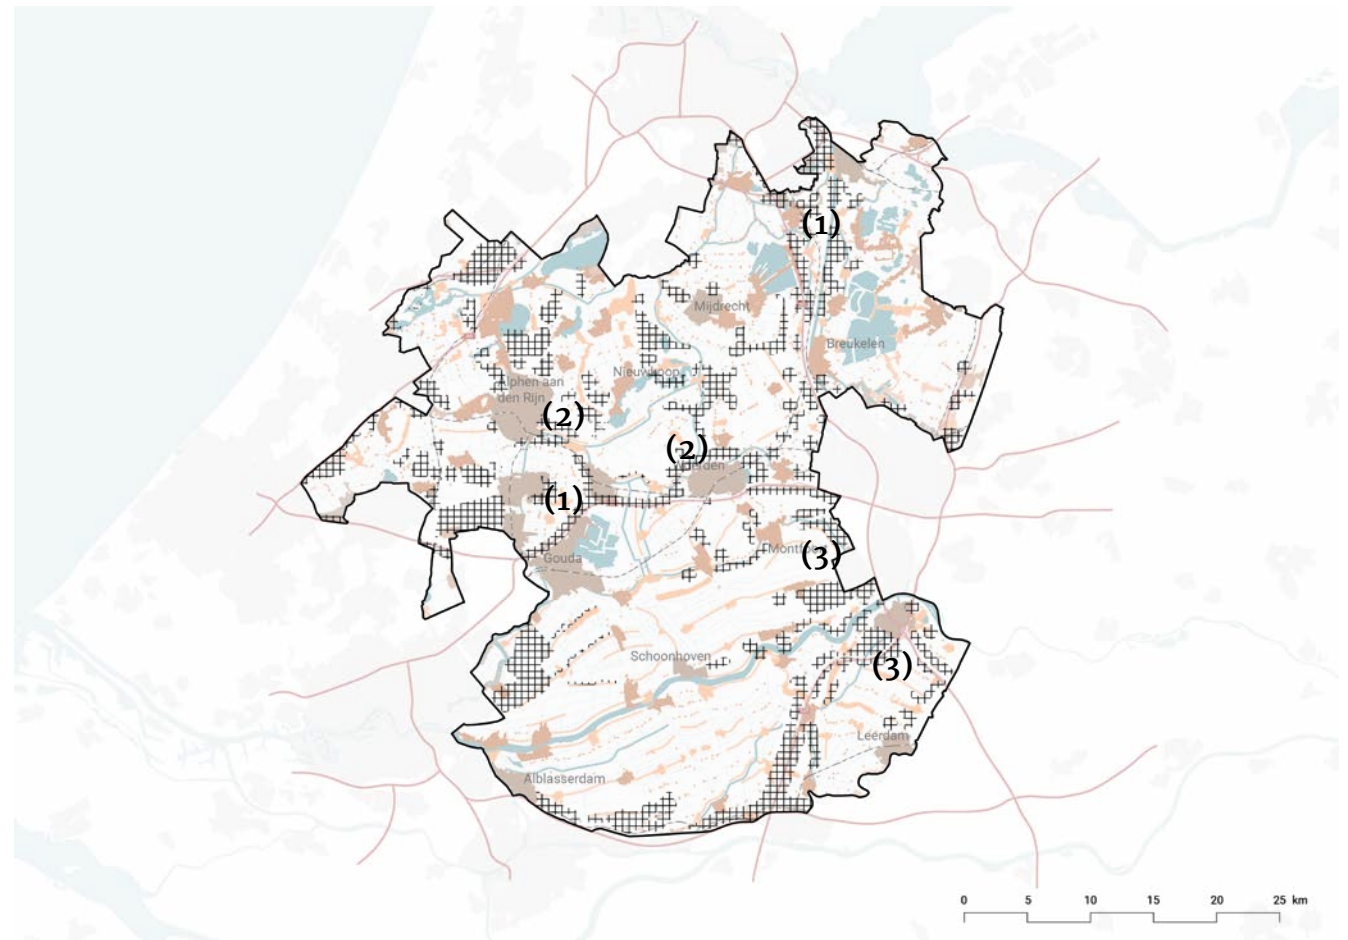 (1)
Mijdrecht
Breukelen
Nieuwkoop
Alphen aan
den Rijn
(2)
(2)
(1)
Montfoort
(3)
Gouda
Schoonhoven
(3)
Leerdam
Alblasserdam
0 5 10 15 20 25 km